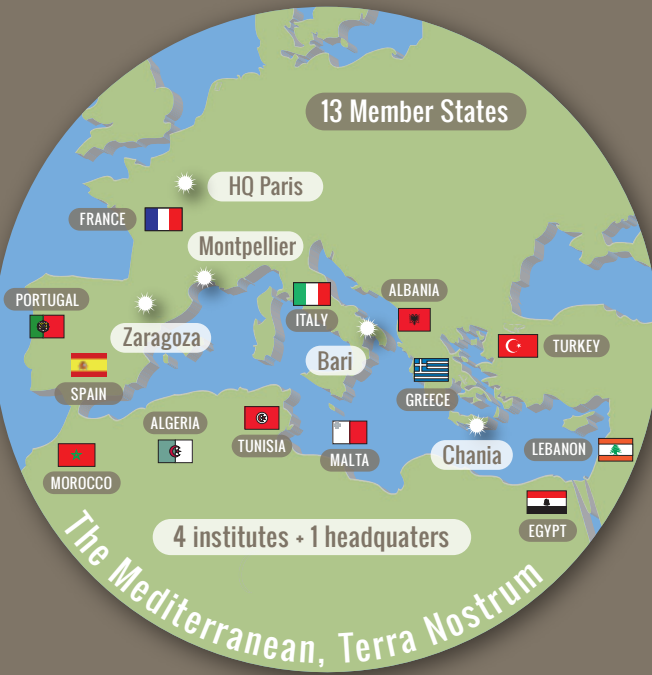 13 Member States
HQ Paris
FRANCE
Montpellier
PORTUGAL
ALBANIA
ITALY
Zaragoza
TURKEY
Bari
SPAIN
GREECE
ALGERIA
TUNISIA
MALTA
Chania
LEBANON
MOROCCO
EGYPT
4 institutes + 1 headquaters
The Mediterranean, Terra Nostrum